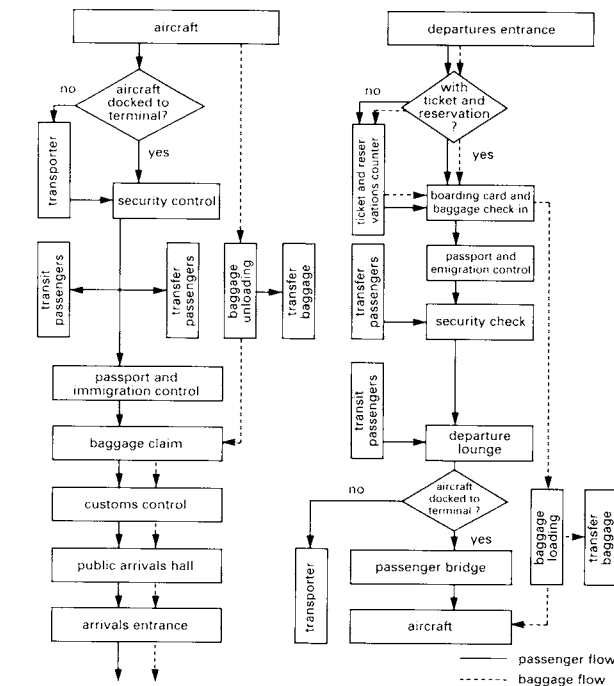 aircraft
no
aircraft
docked to
terminal?
yes
transporter
security control
transit
passengers
transfer
passengers
baggage
unloading
transfer
baggage
passport and
immigration control
baggage claim
customs control
public arrivals hall
arrivals entrance
departures entrance
no
with
ticket and
reservation
?
yes
ticket and reser
vations counter
boarding card and
baggage check-in
passport and
emigration control
transfer
passengers
security check
transit
passengers
departure
lounge
no
aircraft
docked to
terminal ?
yes
transporter
passenger bridge
baggage
loading
transfer
baggage
aircraft
passenger flow
baggage flow